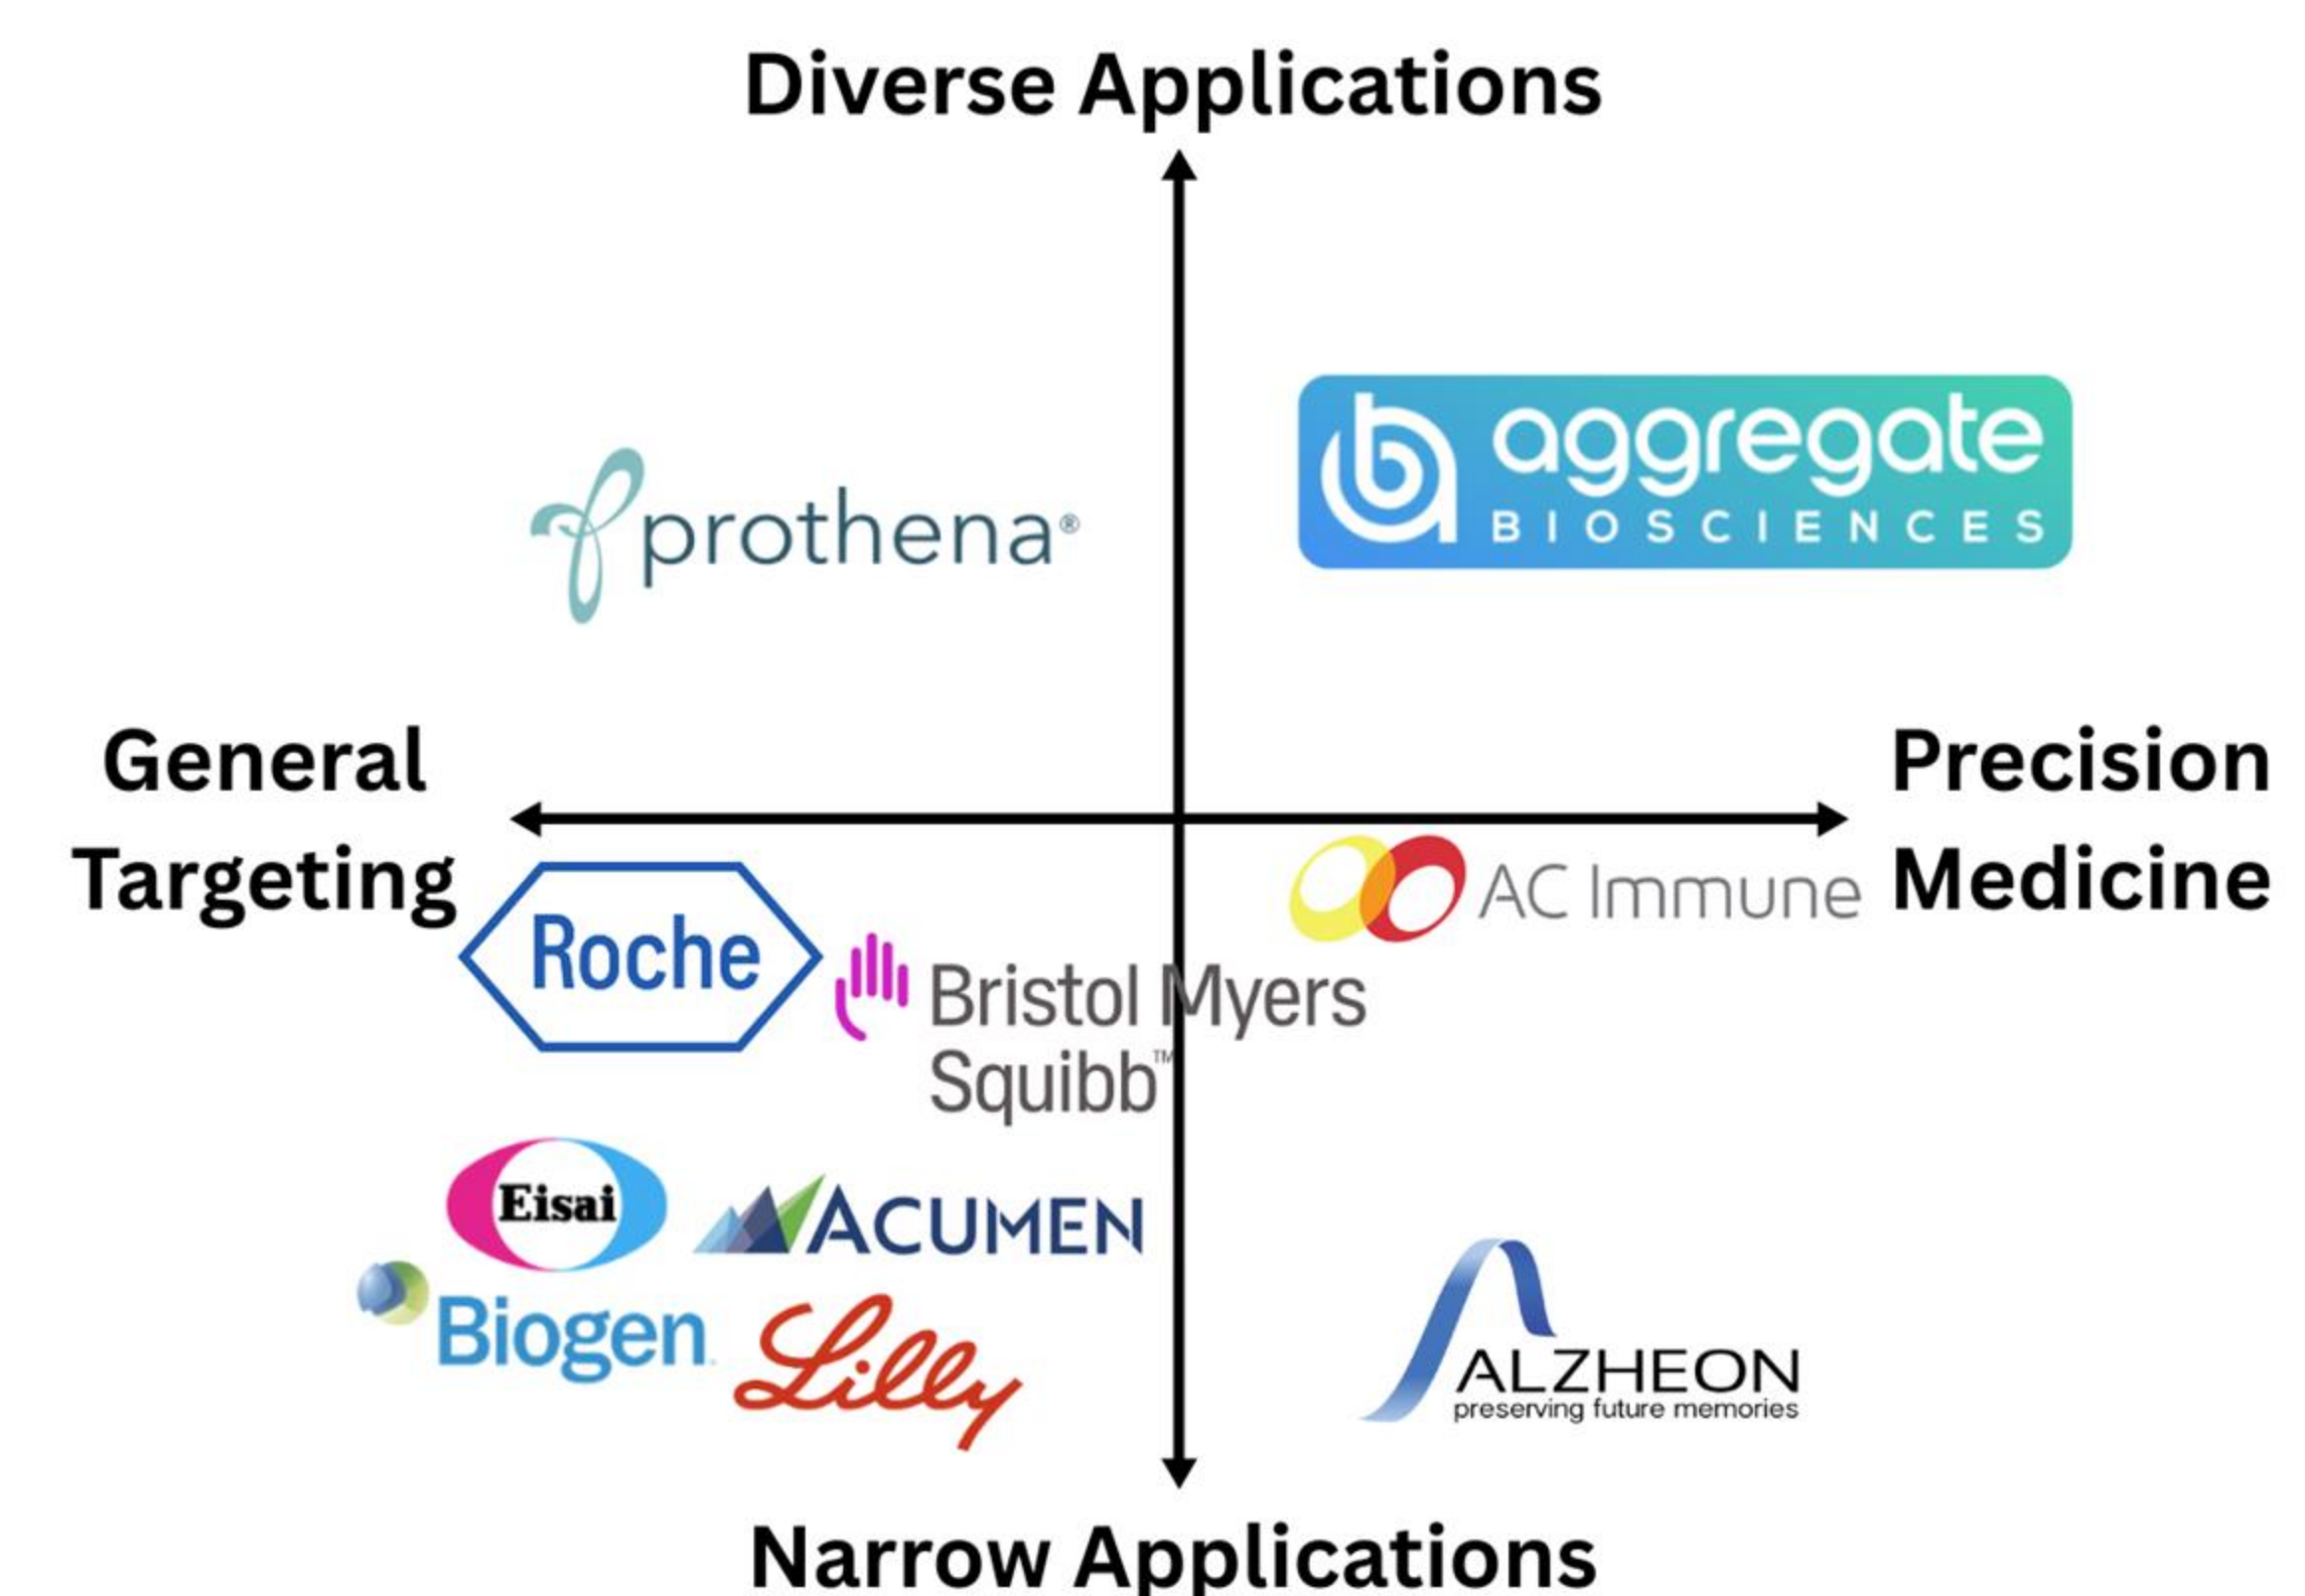 Diverse Applications
aggregate
BIOSCIENCES
prothena®
General
Targeting
Precision
Medicine
AC Immune
Roche
Bristol Myers
Squibb™
Eisai
ACUMEN
Biogen
Lilly
ALZHEON
preserving future memories
Narrow Applications